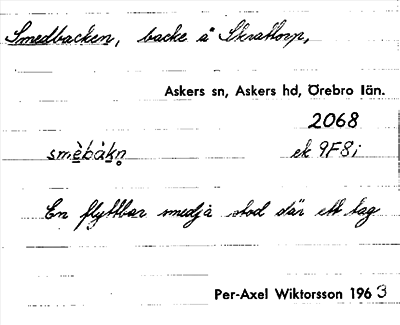 Smedbacken, backe å Skrattorp,
Askers sn, Askers hd, Örebro län.
2068
smèbàkn̥ ek 9F8i
En flyttbar smedja stod där ett tag
Per-Axel Wiktorsson 1963